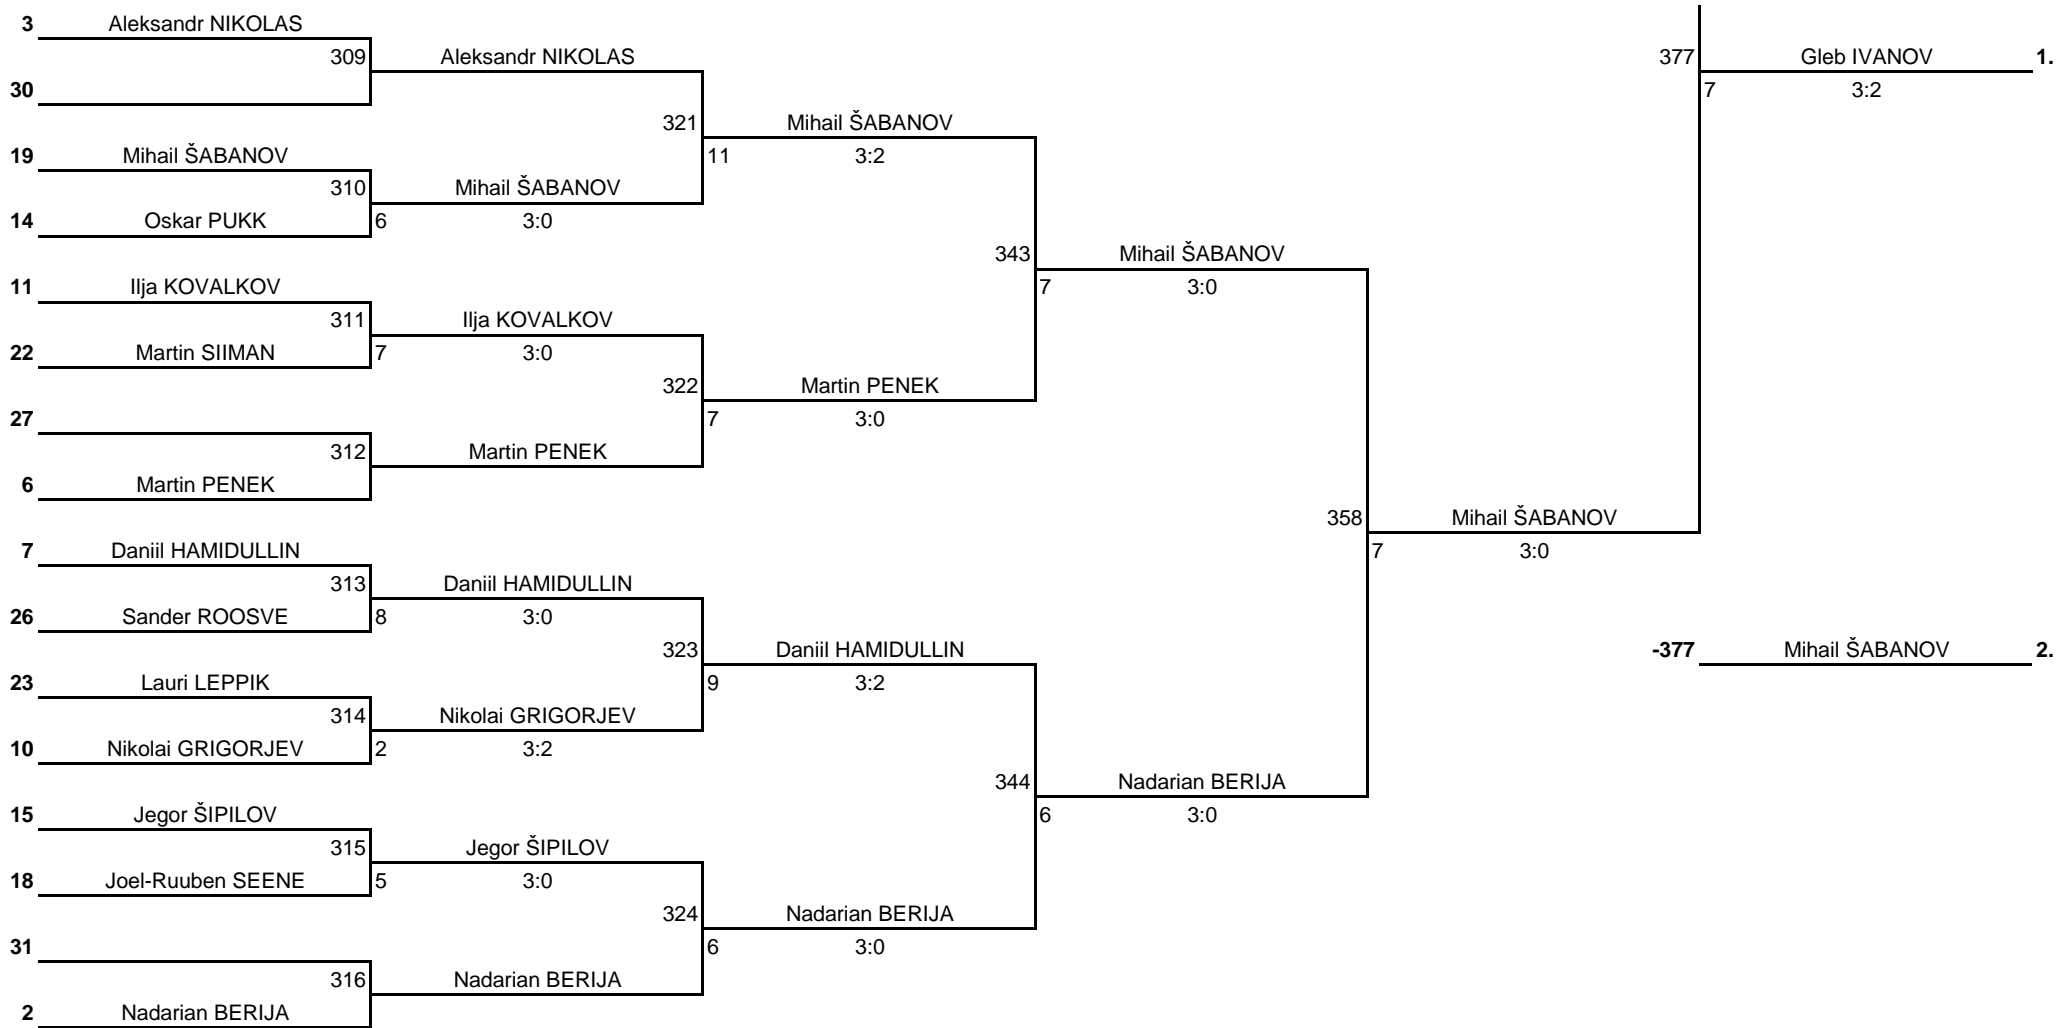 3 Aleksandr NIKOLAS
309 Aleksandr NIKOLAS 377 Gleb IVANOV 1.
30 7 3:2
321 Mihail ŠABANOV
19 Mihail ŠABANOV 11 3:2
310 Mihail ŠABANOV
14 Oskar PUKK 6 3:0
343 Mihail ŠABANOV
11 Ilja KOVALKOV 7 3:0
311 Ilja KOVALKOV
22 Martin SIIMAN 7 3:0
322 Martin PENEK
27 7 3:0
312 Martin PENEK
6 Martin PENEK
358 Mihail ŠABANOV
7 Daniil HAMIDULLIN 7 3:0
313 Daniil HAMIDULLIN
26 Sander ROOSVE 8 3:0
323 Daniil HAMIDULLIN -377 Mihail ŠABANOV 2.
23 Lauri LEPPIK 9 3:2
314 Nikolai GRIGORJEV
10 Nikolai GRIGORJEV 2 3:2
344 Nadarian BERIJA
15 Jegor ŠIPILOV 6 3:0
315 Jegor ŠIPILOV
18 Joel-Ruuben SEENE 5 3:0
324 Nadarian BERIJA
31 6 3:0
316 Nadarian BERIJA
2 Nadarian BERIJA